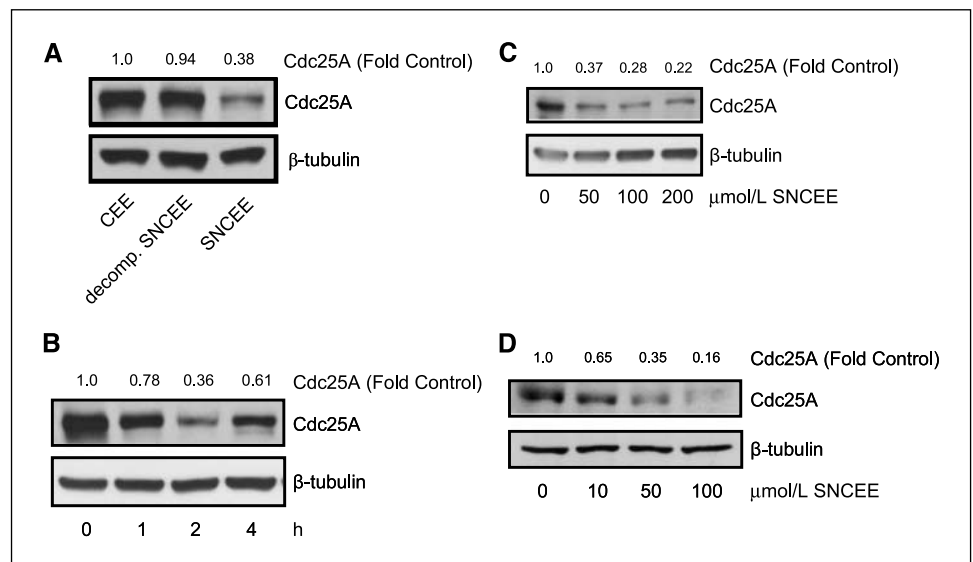 A
1.0 0.94 0.38 Cdc25A (Fold Control)
Cdc25A
β-tubulin
CEE
decomp. SNCEE
SNCEE
B
1.0 0.78 0.36 0.61 Cdc25A (Fold Control)
Cdc25A
β-tubulin
0 1 2 4 h
C
1.0 0.37 0.28 0.22 Cdc25A (Fold Control)
Cdc25A
β-tubulin
0 50 100 200 μmol/L SNCEE
D
1.0 0.65 0.35 0.16 Cdc25A (Fold Control)
Cdc25A
β-tubulin
0 10 50 100 μmol/L SNCEE